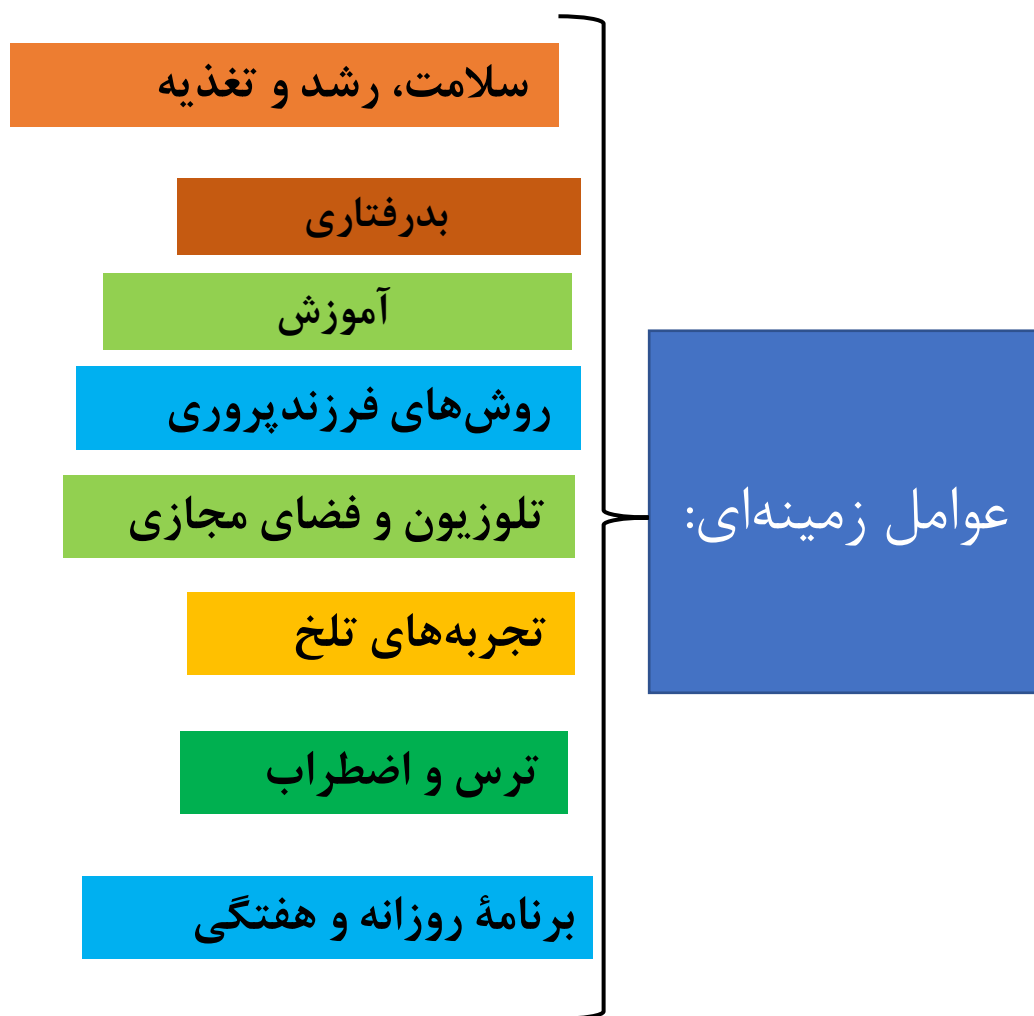 عوامل زمینه‌ای:
سلامت، رشد و تغذیه
بدرفتاری
آموزش
روش‌های فرزندپروری
تلوزیون و فضای مجازی
تجربه‌های تلخ
ترس و اضطراب
برنامهٔ روزانه و هفتگی